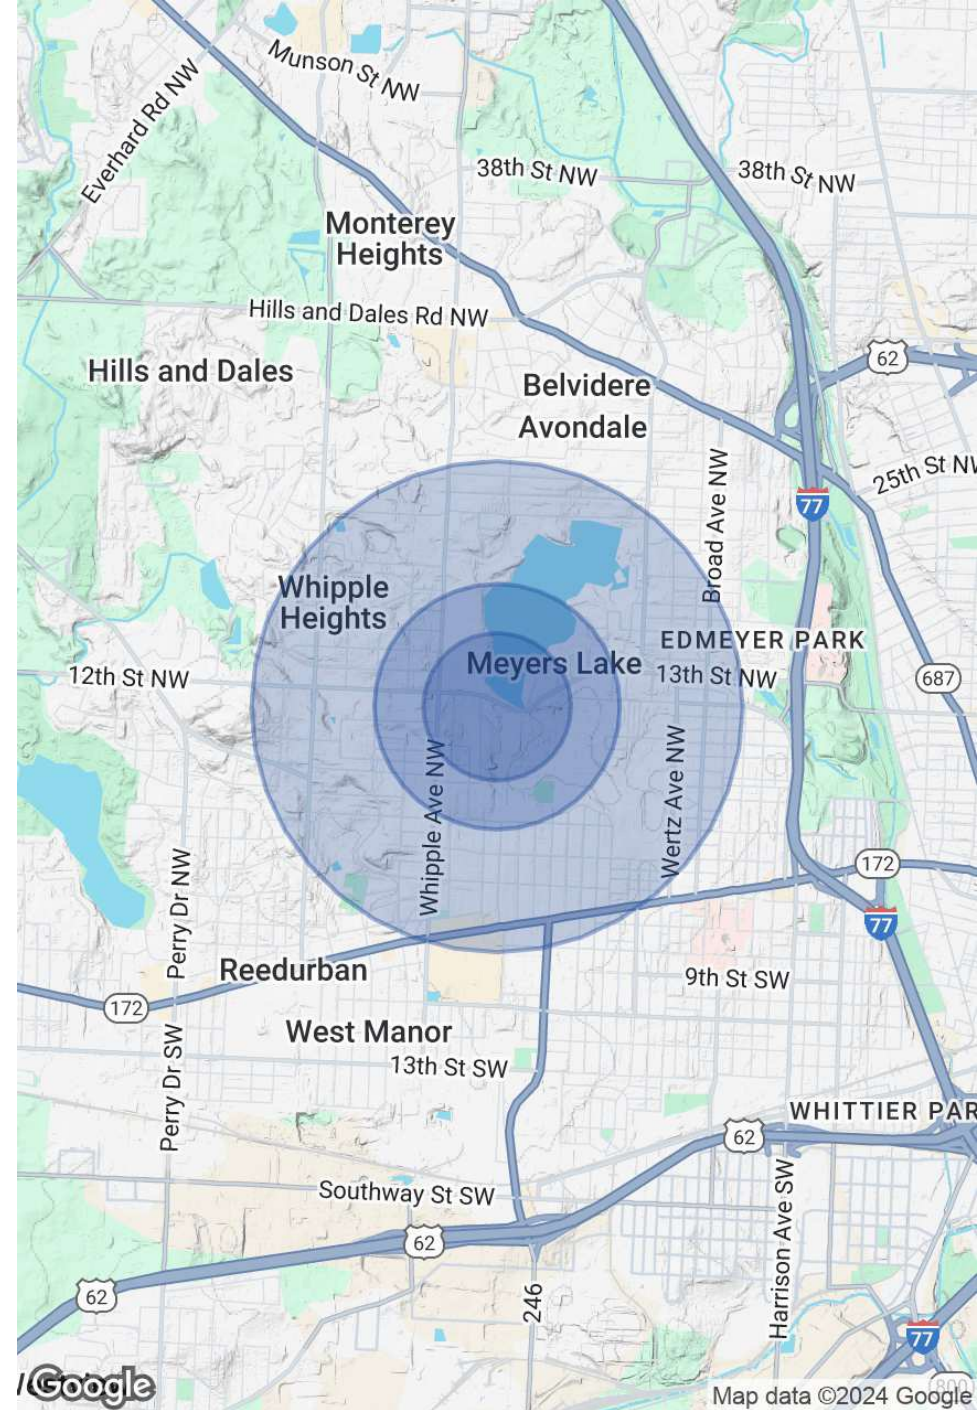 Munson St NW
Everhard Rd NW
38th St NW
38th St NW
Monterey
Heights
Hills and Dales Rd NW
62
Hills and Dales
Belvidere
Avondale
25th St NW
Broad Ave NW
77
Whipple
Heights
EDMEYER PARK
Meyers Lake
13th St NW
12th St NW
687
Whipple Ave NW
Wertz Ave NW
Perry Dr NW
172
77
Reedurban
9th St SW
172
West Manor
Perry Dr SW
13th St SW
WHITTIER PAR
62
Southway St SW
Harrison Ave SW
62
62
246
77
Google
800
Map data ©2024 Google